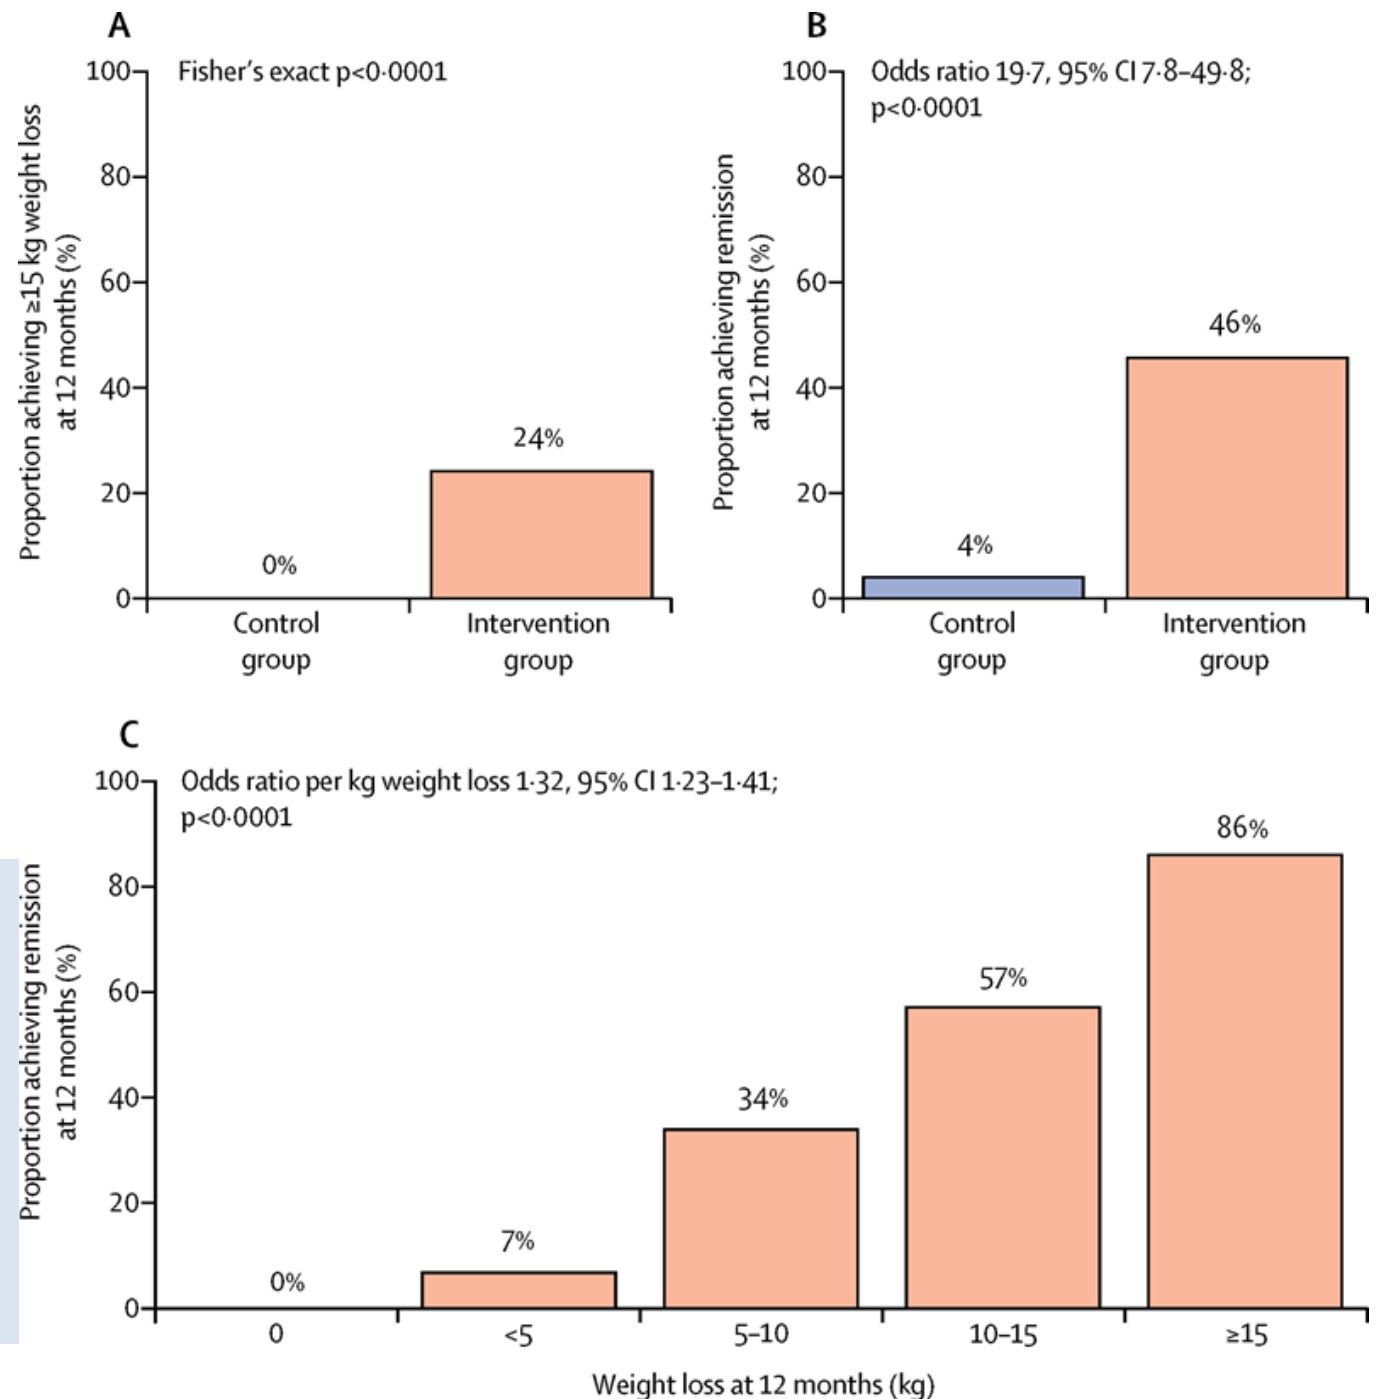 A
Fisher's exact p<0·0001
Proportion achieving ≥15 kg weight loss
at 12 months (%)
100
80
60
40
20
0
0%
24%
Control
group
Intervention
group
B
Odds ratio 19·7, 95% CI 7·8–49·8;
p<0·0001
Proportion achieving remission
at 12 months (%)
100
80
60
40
20
0
4%
46%
Control
group
Intervention
group
C
Odds ratio per kg weight loss 1·32, 95% CI 1·23–1·41;
p<0·0001
Proportion achieving remission
at 12 months (%)
100
80
60
40
20
0
0%
7%
34%
57%
86%
0
<5
5–10
10–15
≥15
Weight loss at 12 months (kg)